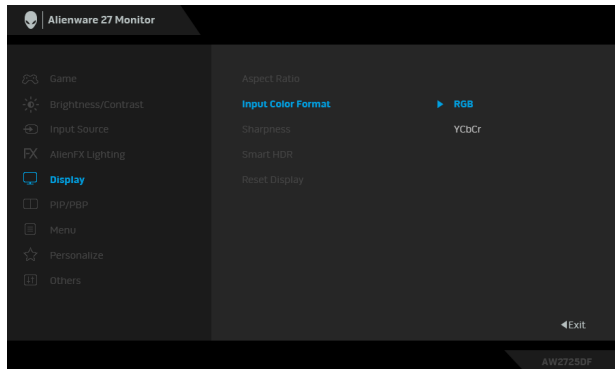 Alienware 27 Monitor
Game
Brightness/Contrast
Input Source
FX AlienFX Lighting
Display
PIP/PBP
Menu
Personalize
Others
Aspect Ratio
Input Color Format
RGB
Sharpness
YCbCr
Smart HDR
Reset Display
Exit
AW2725DF